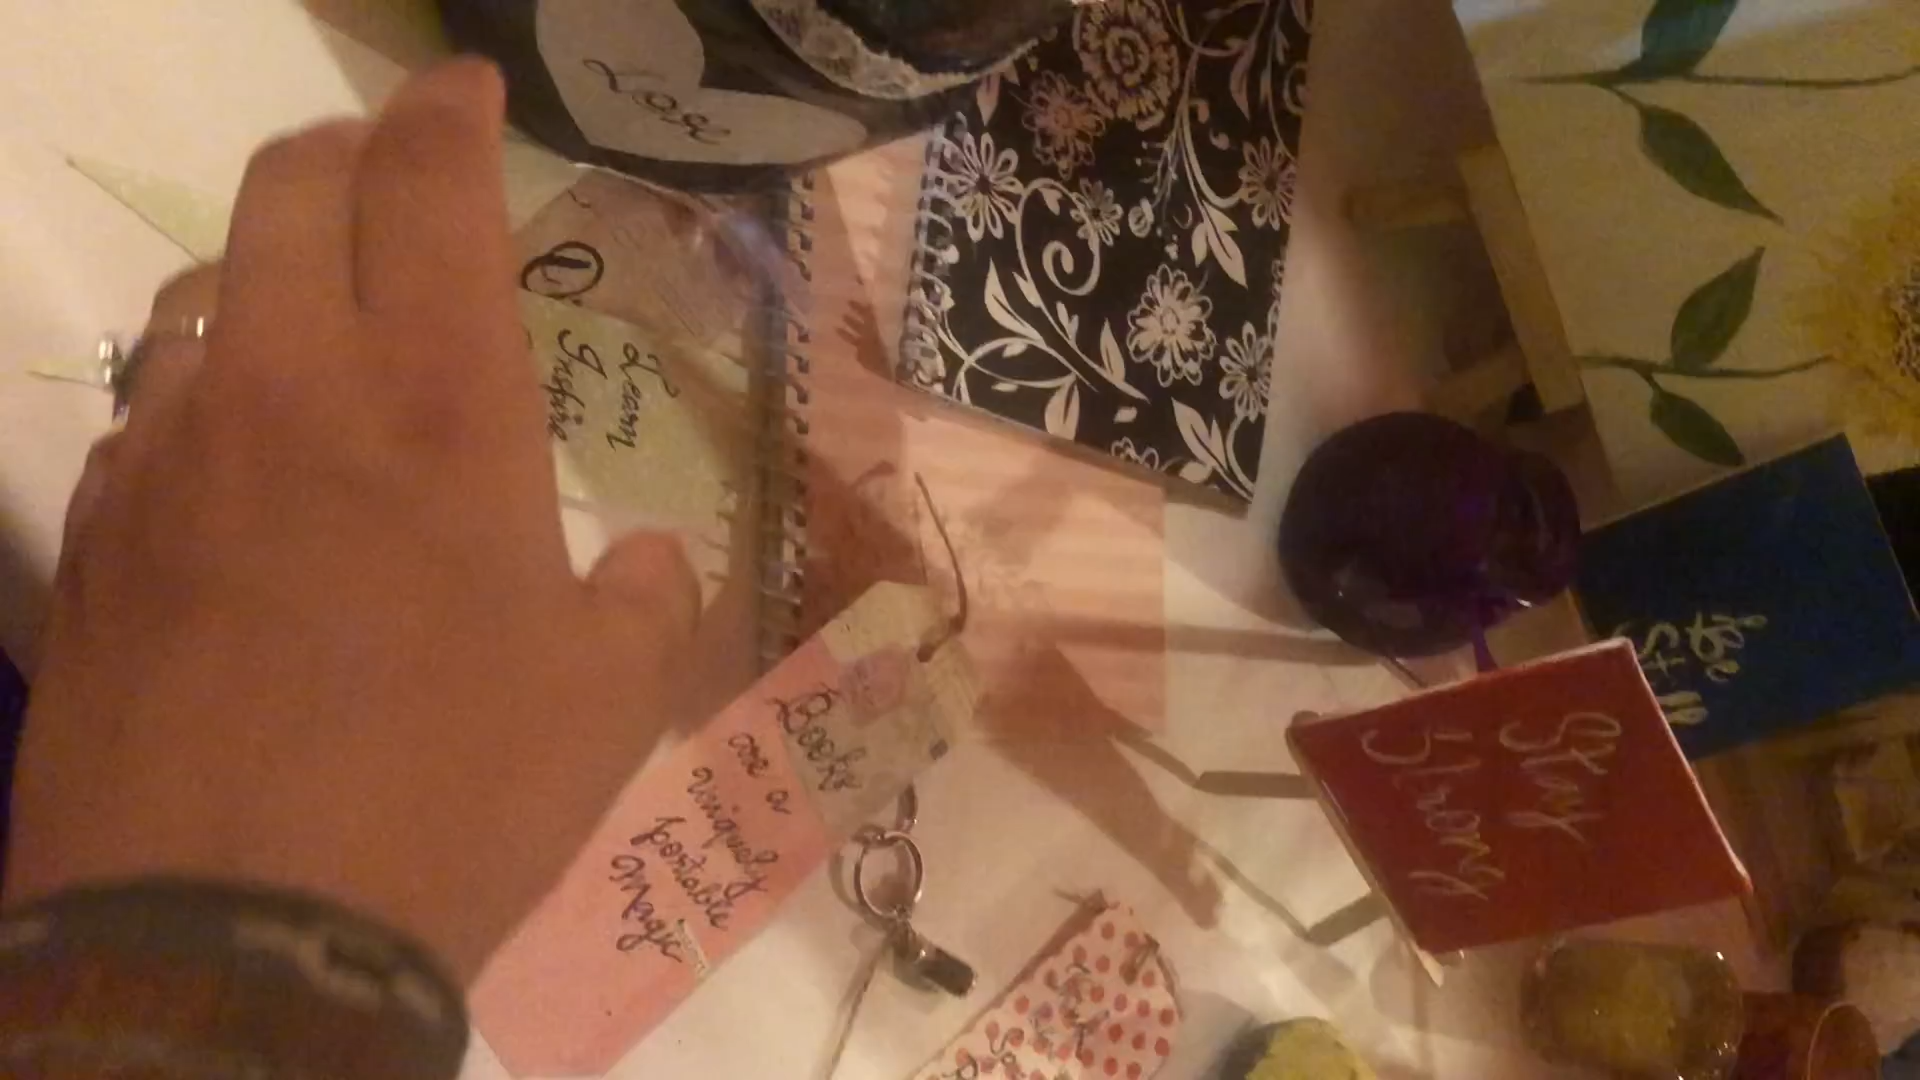 Love
Learn
Inspire
Books
are a
uniquely
portable
Magic
Stay
Strong
Be
Still